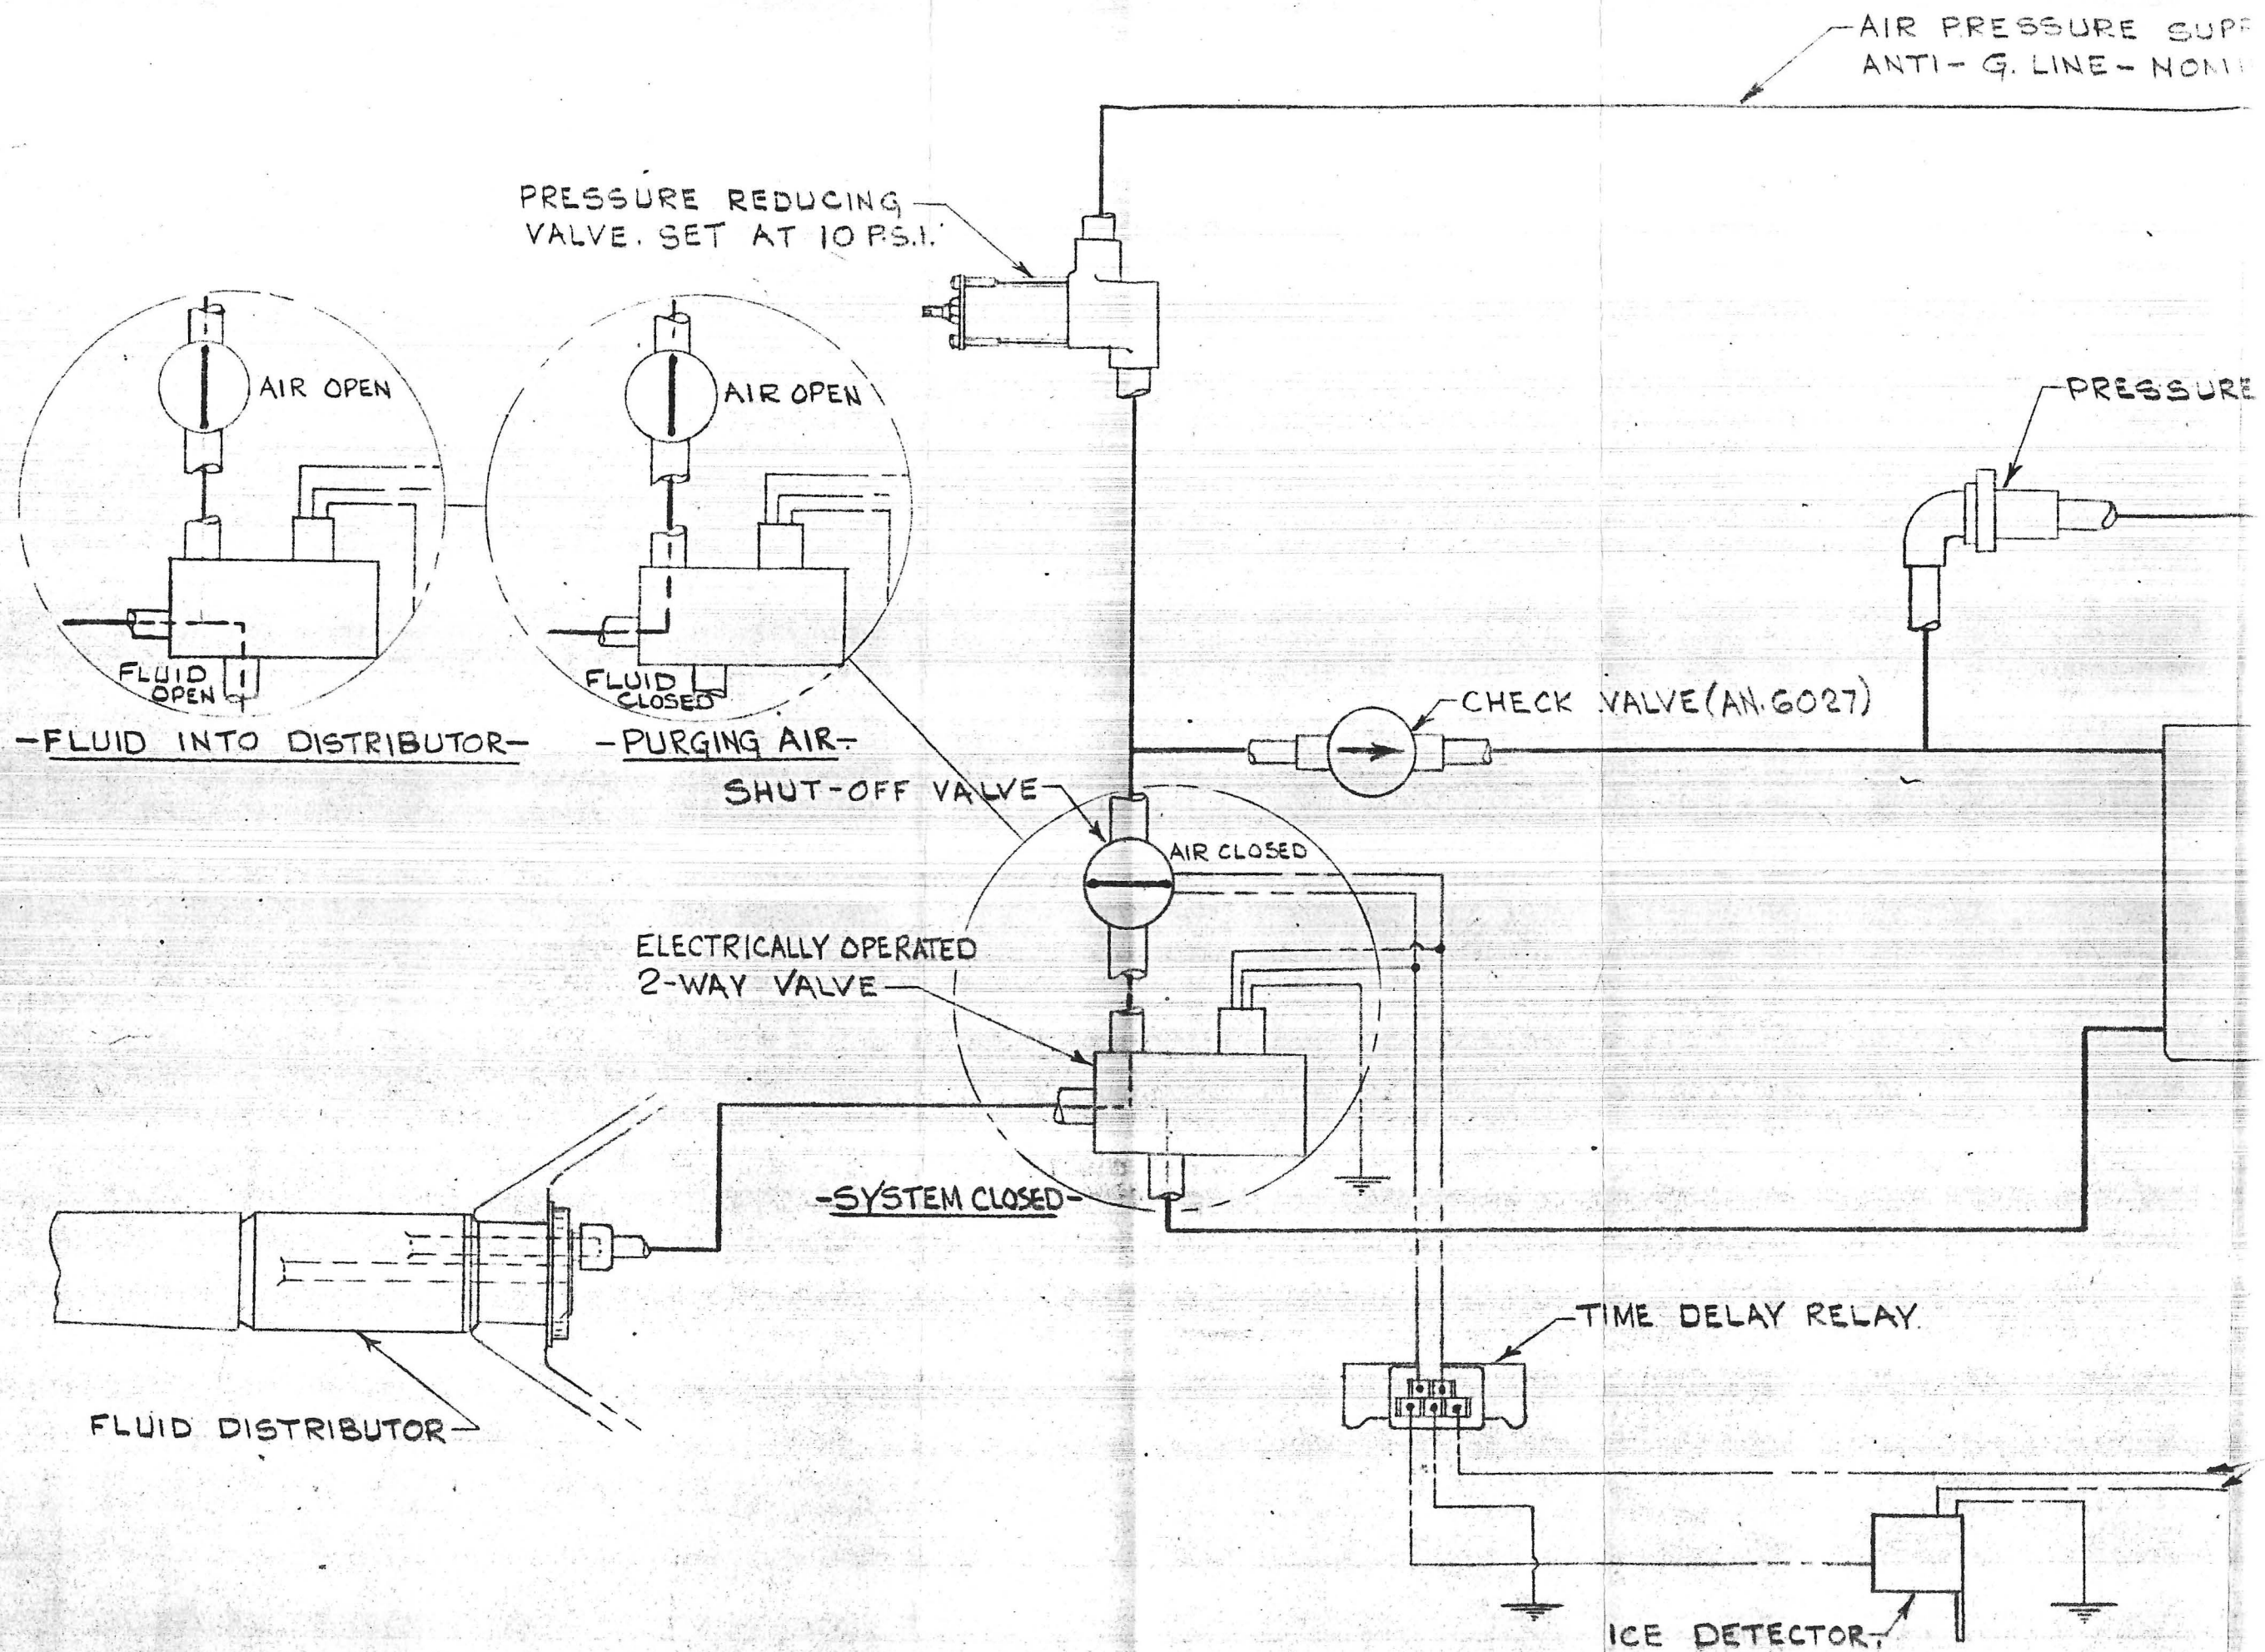 AIR PRESSURE
ANTI-G. LINE-
PRESSURE REDUCING
VALVE. SET AT 10 P.S.I.
AIR OPEN
AIR OPEN
PRESSURE
FLUID
OPEN
FLUID
CLOSED
-FLUID INTO DISTRIBUTOR-
-PURGING AIR-
CHECK VALVE (AN.6027)
SHUT-OFF VALVE
AIR CLOSED
ELECTRICALLY OPERATED
2-WAY VALVE
-SYSTEM CLOSED-
TIME DELAY RELAY.
FLUID DISTRIBUTOR
ICE DETECTOR.